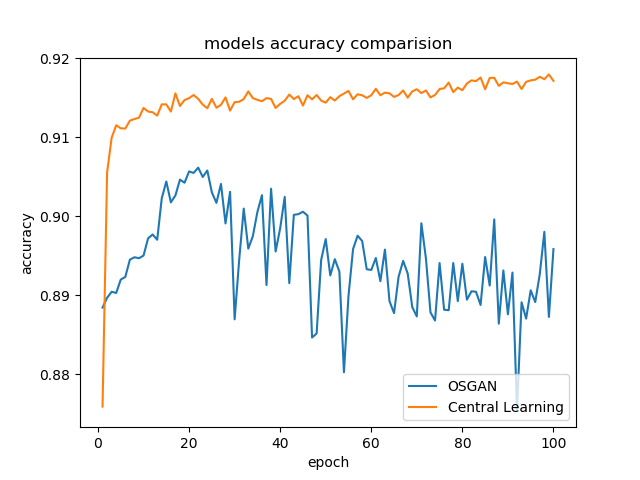 models accuracy comparision
0.92
0.91
0.90
0.89
0.88
accuracy
OSGAN
Central Learning
0 20 40 60 80 100
epoch